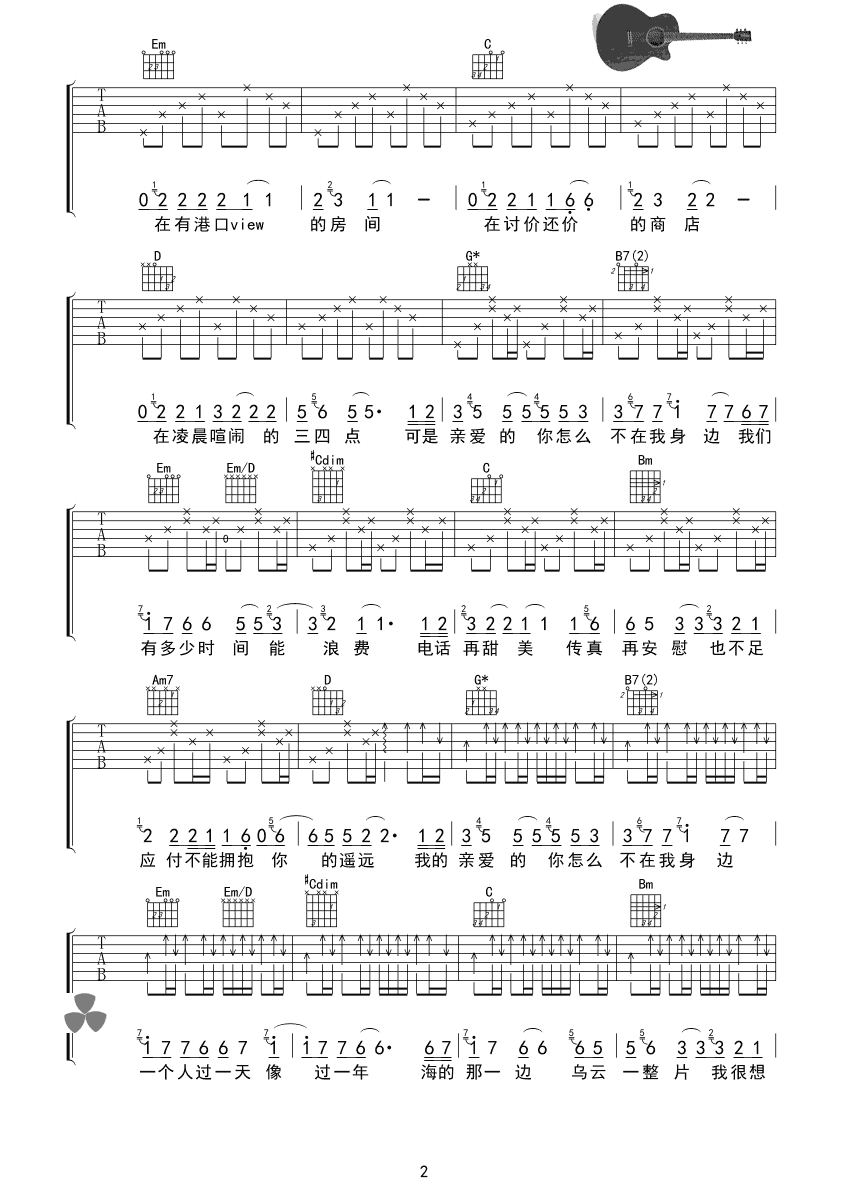 Em C
T A B
0 2 2 2 2 1 1 | 2 3 1 1 — 0 2 2 1 1 6 6 | 2 3 2 2 —
在有港口view 的房间 在讨价还价 的商店
D G* B7(2)
T A B
0 2 2 1 3 2 2 2 | 5 6 5 5· 1 2 | 3 5 5 5 5 5 3 | 3 7 7 1 7 7 6 7
在凌晨喧闹 的 三四 点 可是 亲爱 的 你怎么 不在我身 边 我们
Em Em/D ♯Cdim C Bm
T A B
0
1 7 6 6 5 5 3 | 3 2 1 1· 1 2 | 3 2 2 1 1 1 6 | 6 5 3 3 3 2 1
有多少时 间 能 浪 费 电话 再甜 美 传真 再安 慰 也不足
Am7 D G* B7(2)
T A B
2 2 2 1 1 1 6 0 6 | 6 5 5 2 2· 1 2 | 3 5 5 5 5 5 3 | 3 7 7 1 7 7
应 付不能拥抱 你 的遥远 我的 亲爱 的 你怎么 不在我身 边
Em Em/D ♯Cdim C Bm
T A B
1 7 7 6 6 7 1 | 1 7 7 6 6· 6 7 | 1 7 6 6 6 5 | 5 6 3 3 3 2 1
一个人过一天 像 过一年 海的 那一 边 乌云 一整 片 我很想
2